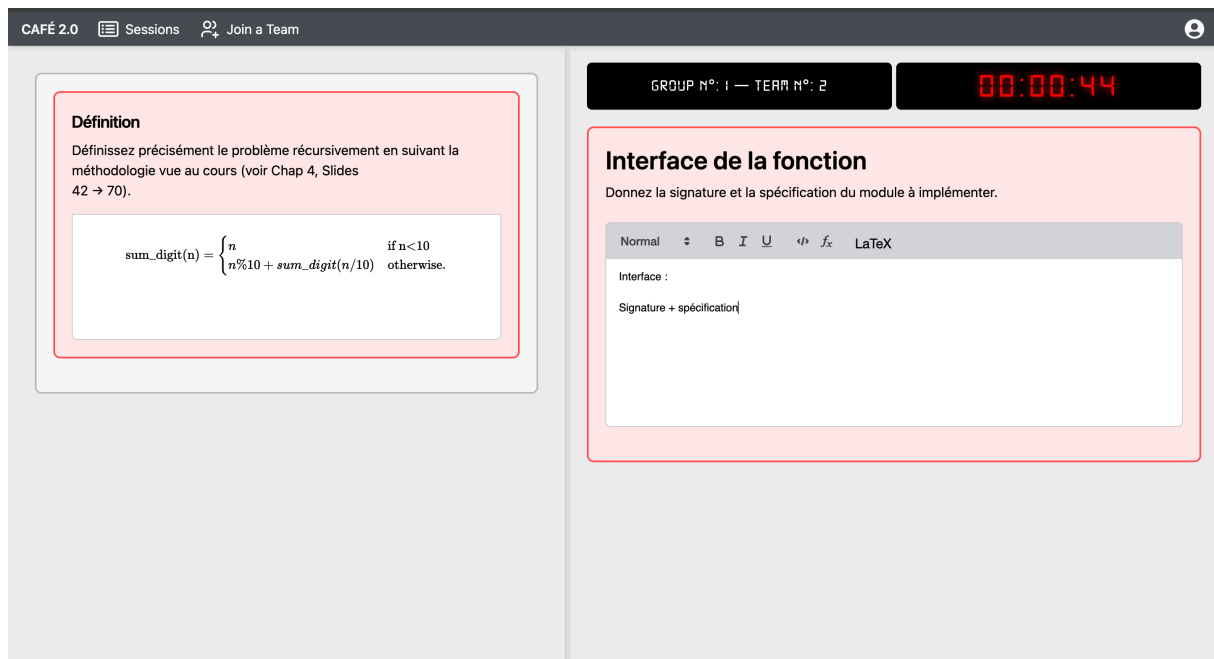 CAFÉ 2.0 Sessions Join a Team
Définition
Définissez précisément le problème récursivement en suivant la
méthodologie vue au cours (voir Chap 4, Slides
42 → 70).
sum_digit(n) = { n if n<10
n%10 + sum_digit(n/10) otherwise.
GROUP N°: 1 — TEAM N°: 2
00:00:44
Interface de la fonction
Donnez la signature et la spécification du module à implémenter.
Normal B I U </> fx LaTeX
Interface :
Signature + spécification